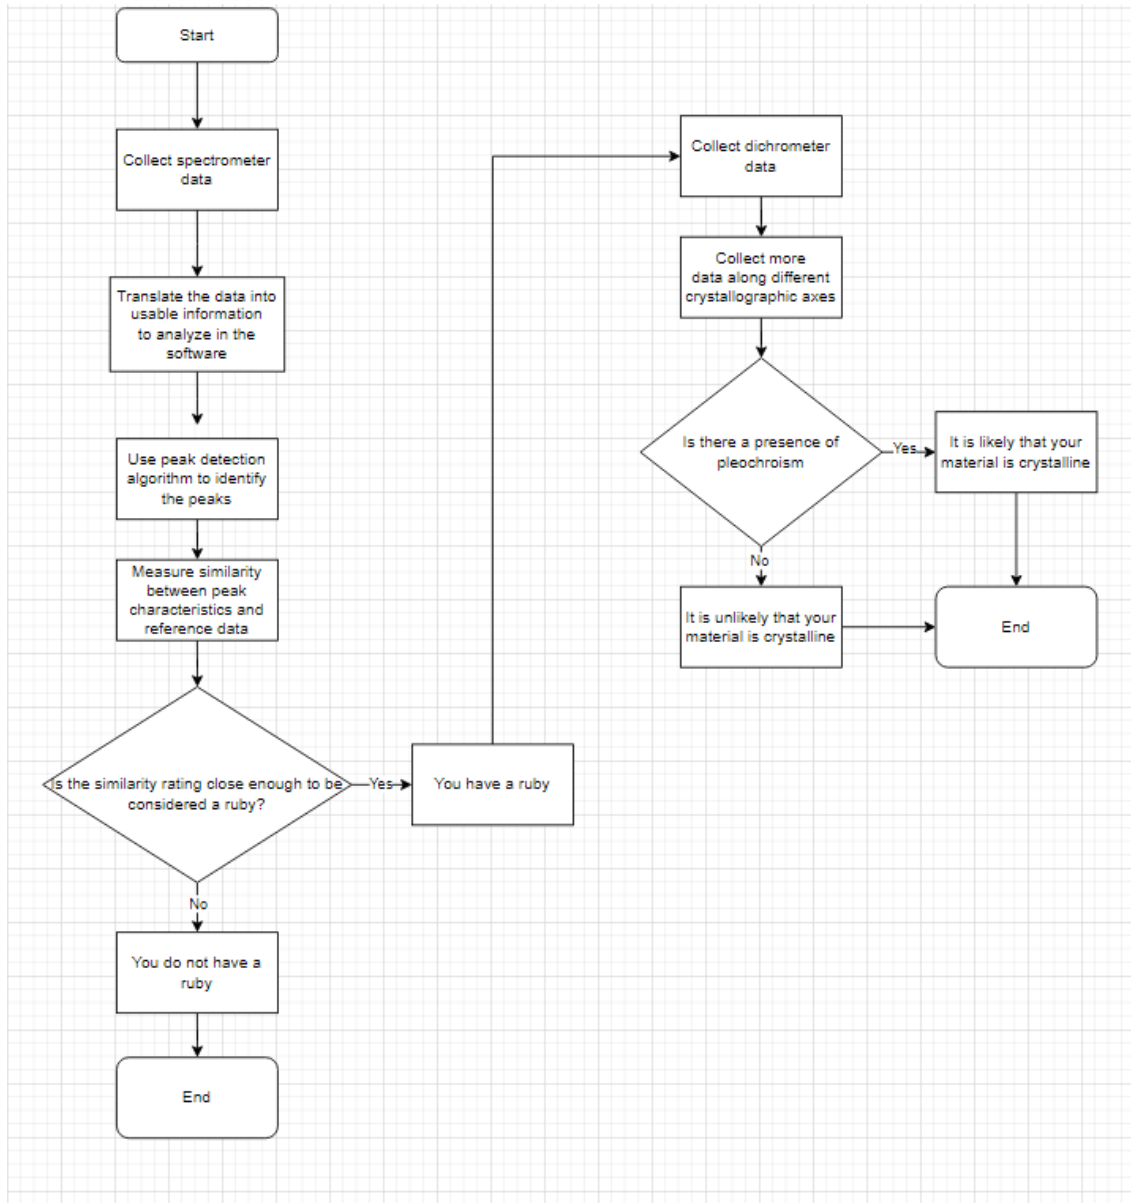 Start
Collect spectrometer
data
Translate the data into
usable information
to analyze in the
software
Use peak detection
algorithm to identify
the peaks
Measure similarity
between peak
characteristics and
reference data
Is the similarity rating close enough to be
considered a ruby?
Yes
You have a ruby
No
You do not have a
ruby
End
Collect dichrometer
data
Collect more
data along different
crystallographic axes
Is there a presence of
pleochroism
Yes
It is likely that your
material is crystalline
No
It is unlikely that your
material is crystalline
End